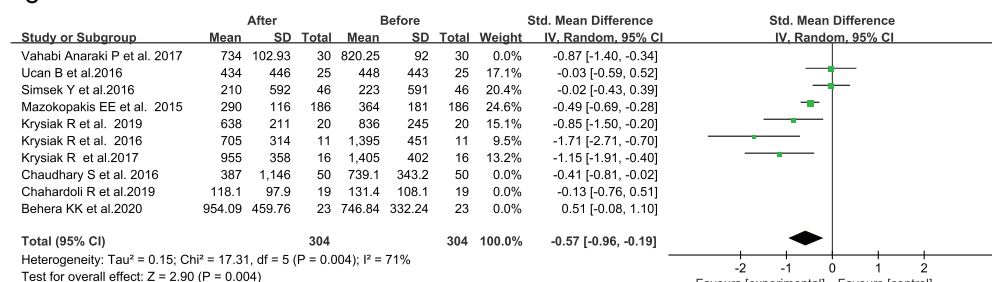 After Before Std. Mean Difference Std. Mean Difference
Study or Subgroup Mean SD Total Mean SD Total Weight IV, Random, 95% CI IV, Random, 95% CI
Vahabi Anaraki P et al. 2017 734 102.93 30 820.25 92 30 0.0% -0.87 [-1.40, -0.34]
Ucan B et al.2016 434 446 25 448 443 25 17.1% -0.03 [-0.59, 0.52]
Simsek Y et al.2016 210 592 46 223 591 46 20.4% -0.02 [-0.43, 0.39]
Mazokopakis EE et al. 2015 290 116 186 364 181 186 24.6% -0.49 [-0.69, -0.28]
Krysiak R et al. 2019 638 211 20 836 245 20 15.1% -0.85 [-1.50, -0.20]
Krysiak R et al. 2016 705 314 11 1,395 451 11 9.5% -1.71 [-2.71, -0.70]
Krysiak R et al.2017 955 358 16 1,405 402 16 13.2% -1.15 [-1.91, -0.40]
Chaudhary S et al. 2016 387 1,146 50 739.1 343.2 50 0.0% -0.41 [-0.81, -0.02]
Chahardoli R et al.2019 118.1 97.9 19 131.4 108.1 19 0.0% -0.13 [-0.76, 0.51]
Behera KK et al.2020 954.09 459.76 23 746.84 332.24 23 0.0% 0.51 [-0.08, 1.10]
Total (95% CI) 304 304 100.0% -0.57 [-0.96, -0.19]
Heterogeneity: Tau² = 0.15; Chi² = 17.31, df = 5 (P = 0.004); I² = 71%
-2 -1 0 1 2
Test for overall effect: Z = 2.90 (P = 0.004)